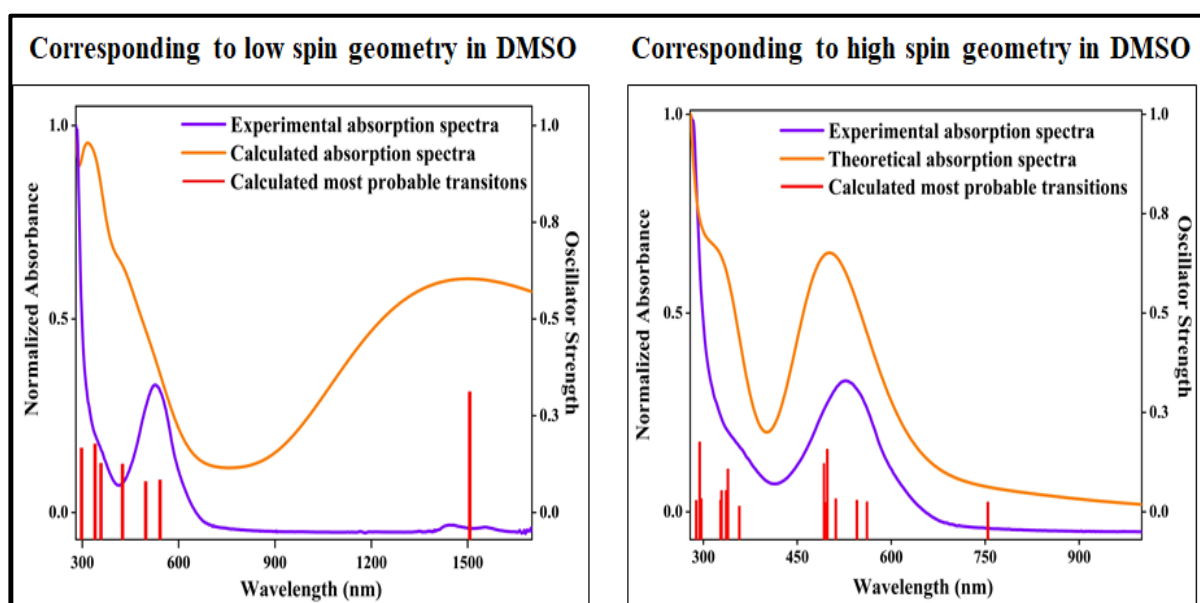 Corresponding to low spin geometry in DMSO
Experimental absorption spectra
Calculated absorption spectra
Calculated most probable transitons
Normalized Absorbance
1.0
0.5
0.0
Oscillator Strength
1.0
0.8
0.5
0.3
0.0
300 600 900 1200 1500
Wavelength (nm)
Corresponding to high spin geometry in DMSO
Experimental absorption spectra
Theoretical absorption spectra
Calculated most probable transitions
Normalized Absorbance
1.0
0.5
0.0
Oscillator Strength
1.0
0.8
0.5
0.3
0.0
300 450 600 750 900
Wavelength (nm)